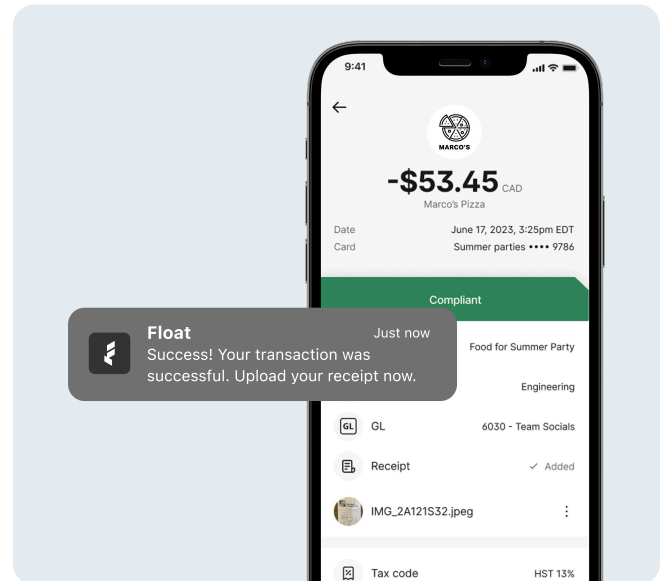 9:41
MARCO'S
-$53.45 CAD
Marco's Pizza
Date June 17, 2023, 3:25pm EDT
Card Summer parties •••• 9786
Compliant
Float Just now
Success! Your transaction was
successful. Upload your receipt now.
Food for Summer Party
Engineering
GL GL 6030 - Team Socials
Receipt ✓ Added
IMG_2A121S32.jpeg
Tax code HST 13%